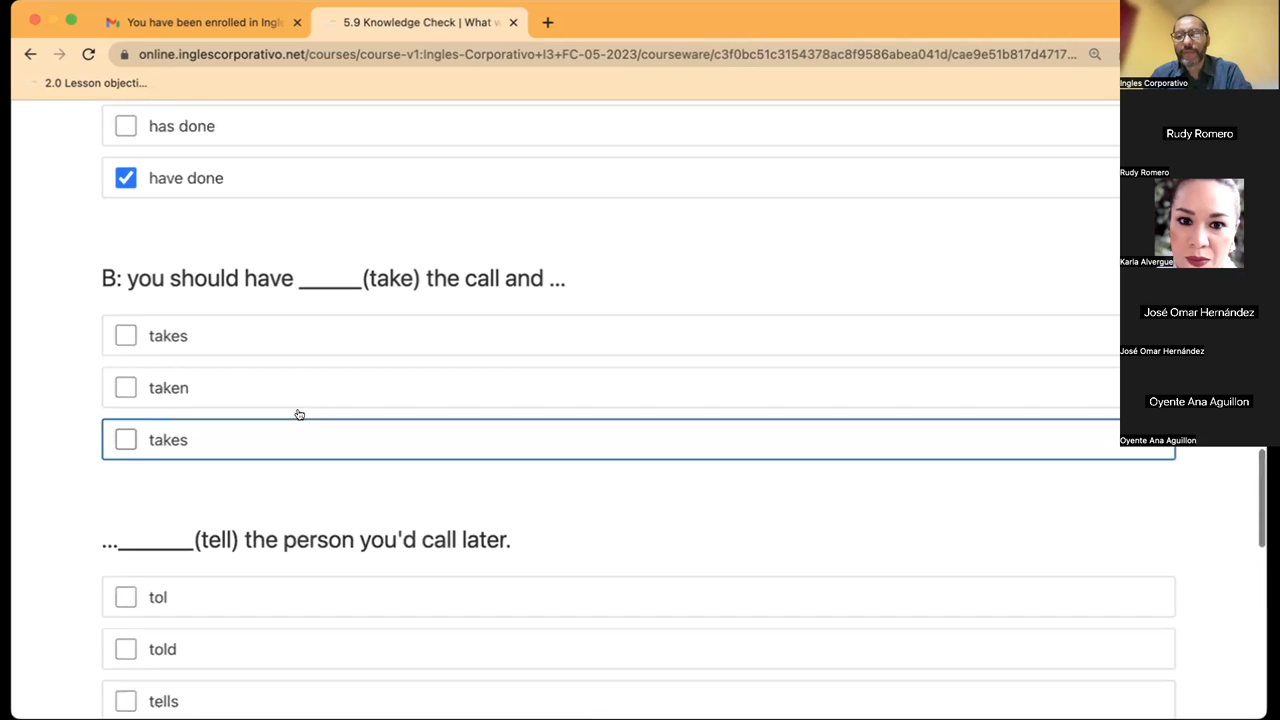 You have been enrolled in Ingl
5.9 Knowledge Check | What w
online.inglescorporativo.net/courses/course-v1:Ingles-Corporativo+I3+FC-05-2023/courseware/c3f0bc51c3154378ac8f9586abea041d/cae9e51b817d4717...
2.0 Lesson objecti...
has done
have done
B: you should have ______(take) the call and ...
takes
taken
takes
..._______(tell) the person you'd call later.
tol
told
tells
Ingles Corporativo
Rudy Romero
Rudy Romero
Karla Alvergue
José Omar Hernández
José Omar Hernández
Oyente Ana Aguillon
Oyente Ana Aguillon